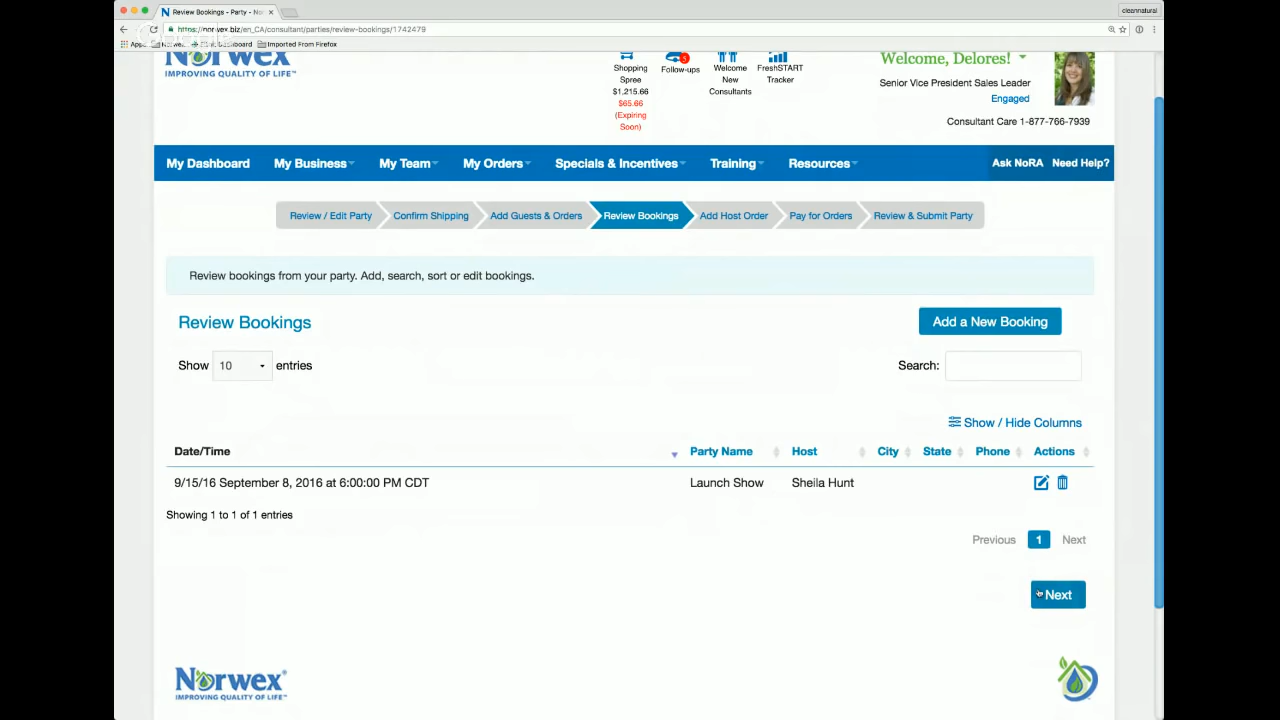 Review Bookings - Party - Nor
cleannatural
https://norwex.biz/en_CA/consultant/parties/review-bookings/1742479
Apps
Dashboard
Imported From Firefox
Norwex
IMPROVING QUALITY OF LIFE™
Shopping
Spree
$1,215.66
$65.66
(Expiring
Soon)
5
Follow-ups
Welcome
New
Consultants
FreshSTART
Tracker
Welcome, Delores!
Senior Vice President Sales Leader
Engaged
Consultant Care 1-877-766-7939
My Dashboard My Business My Team My Orders Specials & Incentives Training Resources Ask NoRA Need Help?
Review / Edit Party Confirm Shipping Add Guests & Orders Review Bookings Add Host Order Pay for Orders Review & Submit Party
Review bookings from your party. Add, search, sort or edit bookings.
Review Bookings
Add a New Booking
Show 10 entries
Search:
Show / Hide Columns
Date/Time Party Name Host City State Phone Actions
9/15/16 September 8, 2016 at 6:00:00 PM CDT Launch Show Sheila Hunt
Showing 1 to 1 of 1 entries
Previous 1 Next
Next
Norwex®
IMPROVING QUALITY OF LIFE™